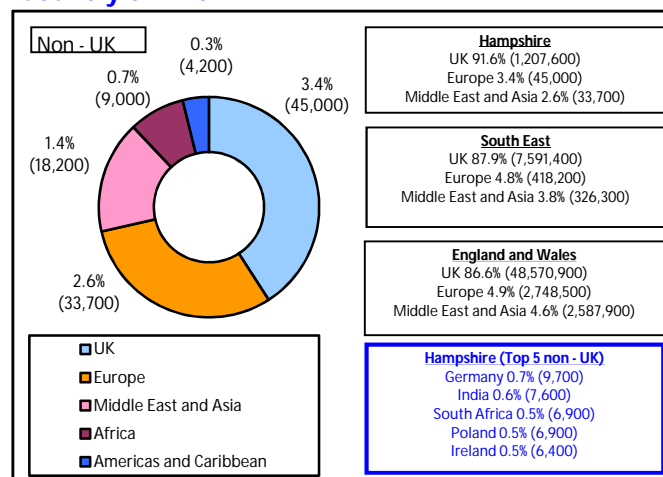 Non - UK
0.3%
(4,200)
0.7%
(9,000)
3.4%
(45,000)
1.4%
(18,200)
2.6%
(33,700)
UK
Europe
Middle East and Asia
Africa
Americas and Caribbean
Hampshire
UK 91.6% (1,207,600)
Europe 3.4% (45,000)
Middle East and Asia 2.6% (33,700)
South East
UK 87.9% (7,591,400)
Europe 4.8% (418,200)
Middle East and Asia 3.8% (326,300)
England and Wales
UK 86.6% (48,570,900)
Europe 4.9% (2,748,500)
Middle East and Asia 4.6% (2,587,900)
Hampshire (Top 5 non - UK)
Germany 0.7% (9,700)
India 0.6% (7,600)
South Africa 0.5% (6,900)
Poland 0.5% (6,900)
Ireland 0.5% (6,400)